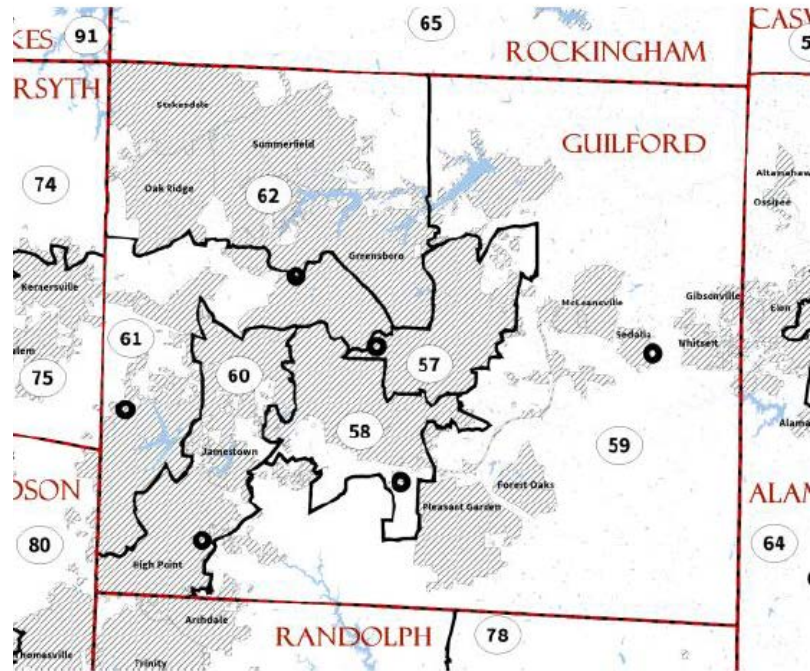 65
CASW
KES 91
ROCKINGHAM
5
RSYTH
Stokesdale
GUILFORD
Summerfield
Altamahaw
74
Oak Ridge
62
Ossipee
Greensboro
Kernersville
McLeansville
Gibsonville
Elon
61
Sedalia
Whitsett
lem
57
75
60
58
Alama
59
Jamestown
DSON
Forest Oaks
ALAM
Pleasant Garden
80
64
High Point
Archdale
RANDOLPH
78
Thomasville
Trinity